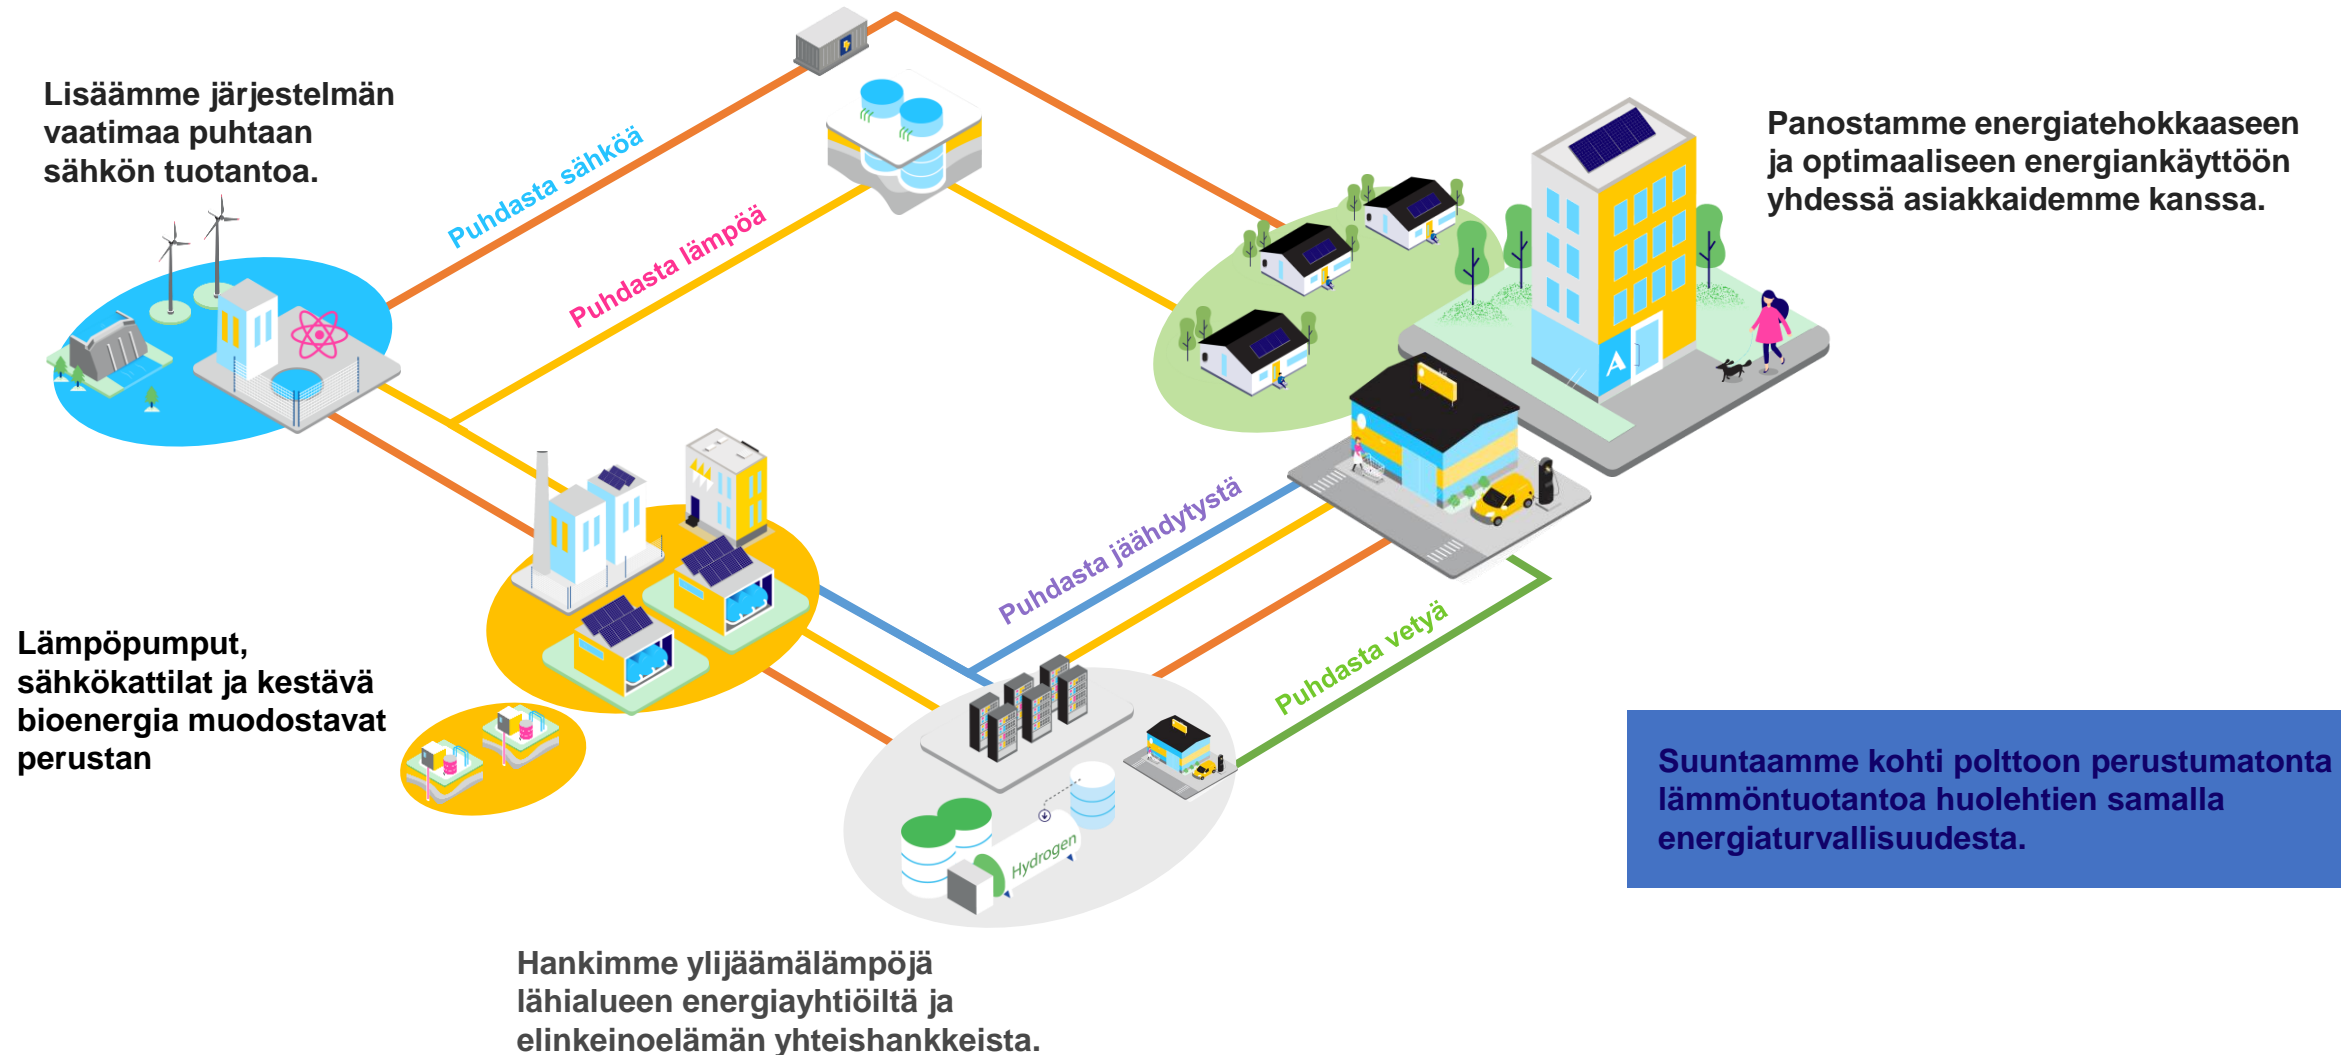 Lisäämme järjestelmän
vaatimaa puhtaan
sähkön tuotantoa.
Puhdasta sähköä
Puhdasta lämpöä
Panostamme energiatehokkaaseen
ja optimaaliseen energiankäyttöön
yhdessä asiakkaidemme kanssa.
A
Puhdasta jäähdytystä
Puhdasta vetyä
Lämpöpumput,
sähkökattilat ja kestävä
bioenergia muodostavat
perustan
Hydrogen
Suuntaamme kohti polttoon perustumatonta
lämmöntuotantoa huolehtien samalla
energiaturvallisuudesta.
Hankimme ylijäämälämpöjä
lähialueen energiayhtiöiltä ja
elinkeinoelämän yhteishankkeista.